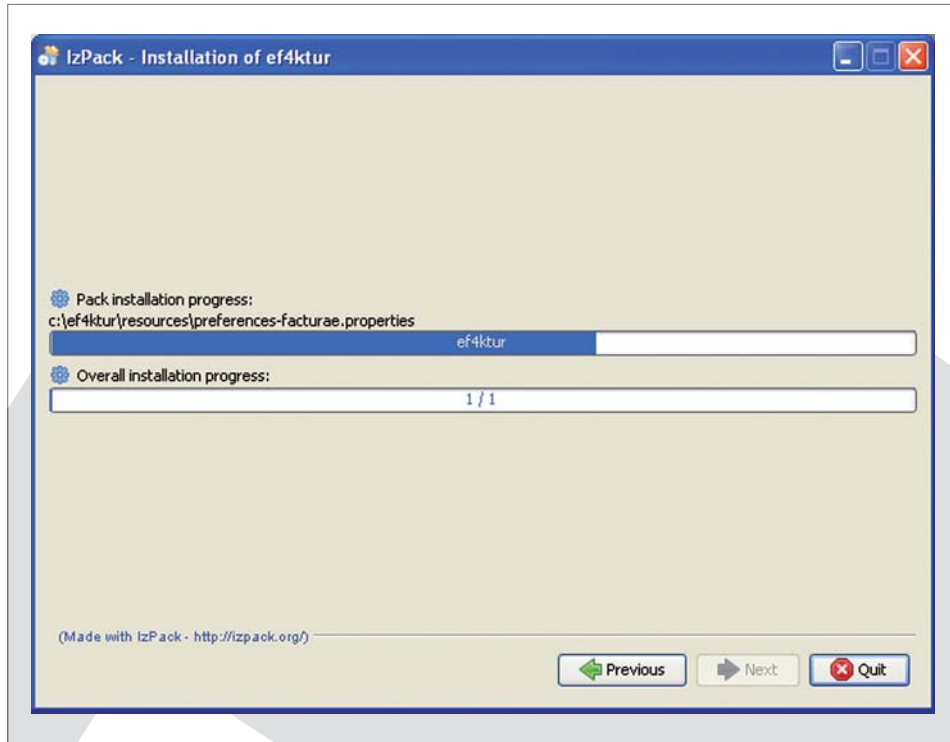 IzPack - Installation of ef4ktur
Pack installation progress:
c:\ef4ktur\resources\preferences-facturae.properties
ef4ktur
Overall installation progress:
1 / 1
(Made with IzPack - http://izpack.org/)
Previous
Next
Quit